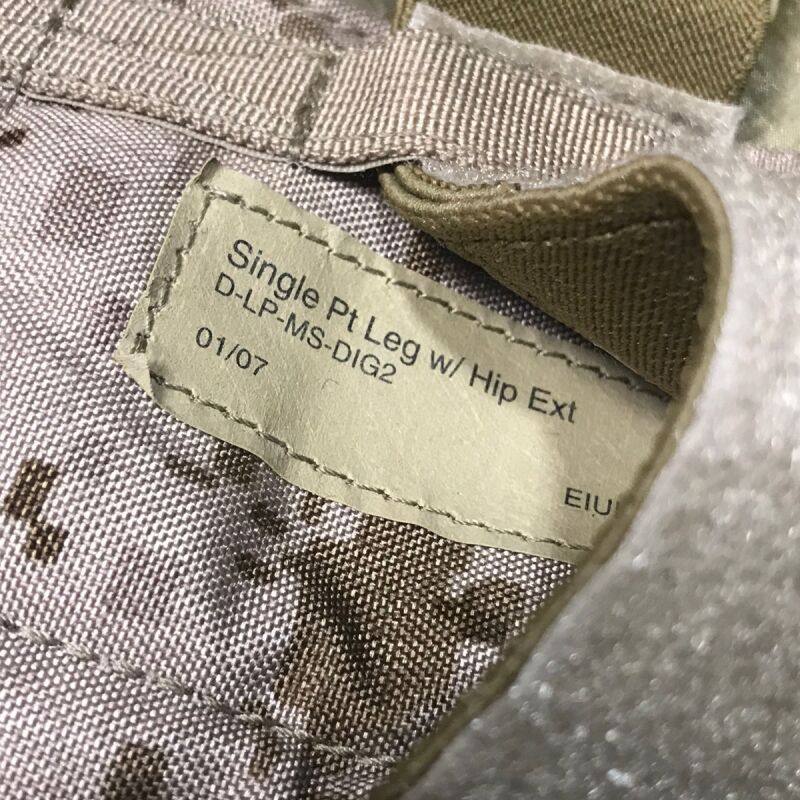 Single Pt Leg w/ Hip Ext
D-LP-MS-DIG2
01/07